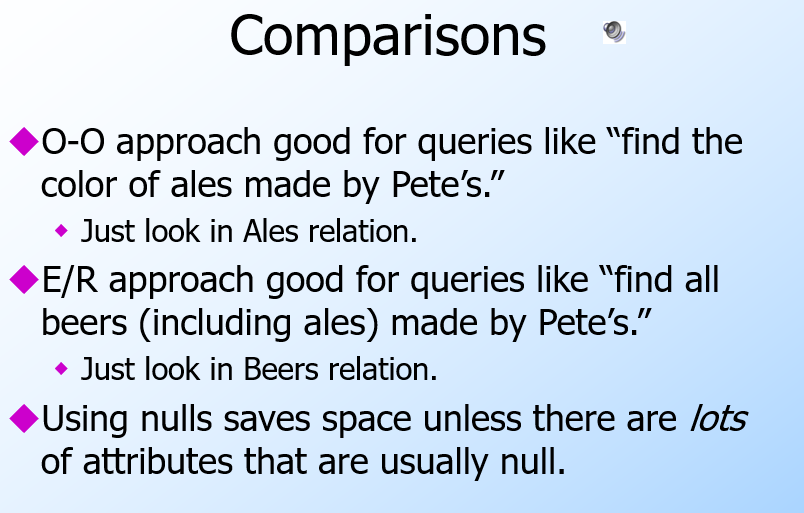 Comparisons
O-O approach good for queries like “find the
color of ales made by Pete’s.”
Just look in Ales relation.
E/R approach good for queries like “find all
beers (including ales) made by Pete’s.”
Just look in Beers relation.
Using nulls saves space unless there are lots
of attributes that are usually null.